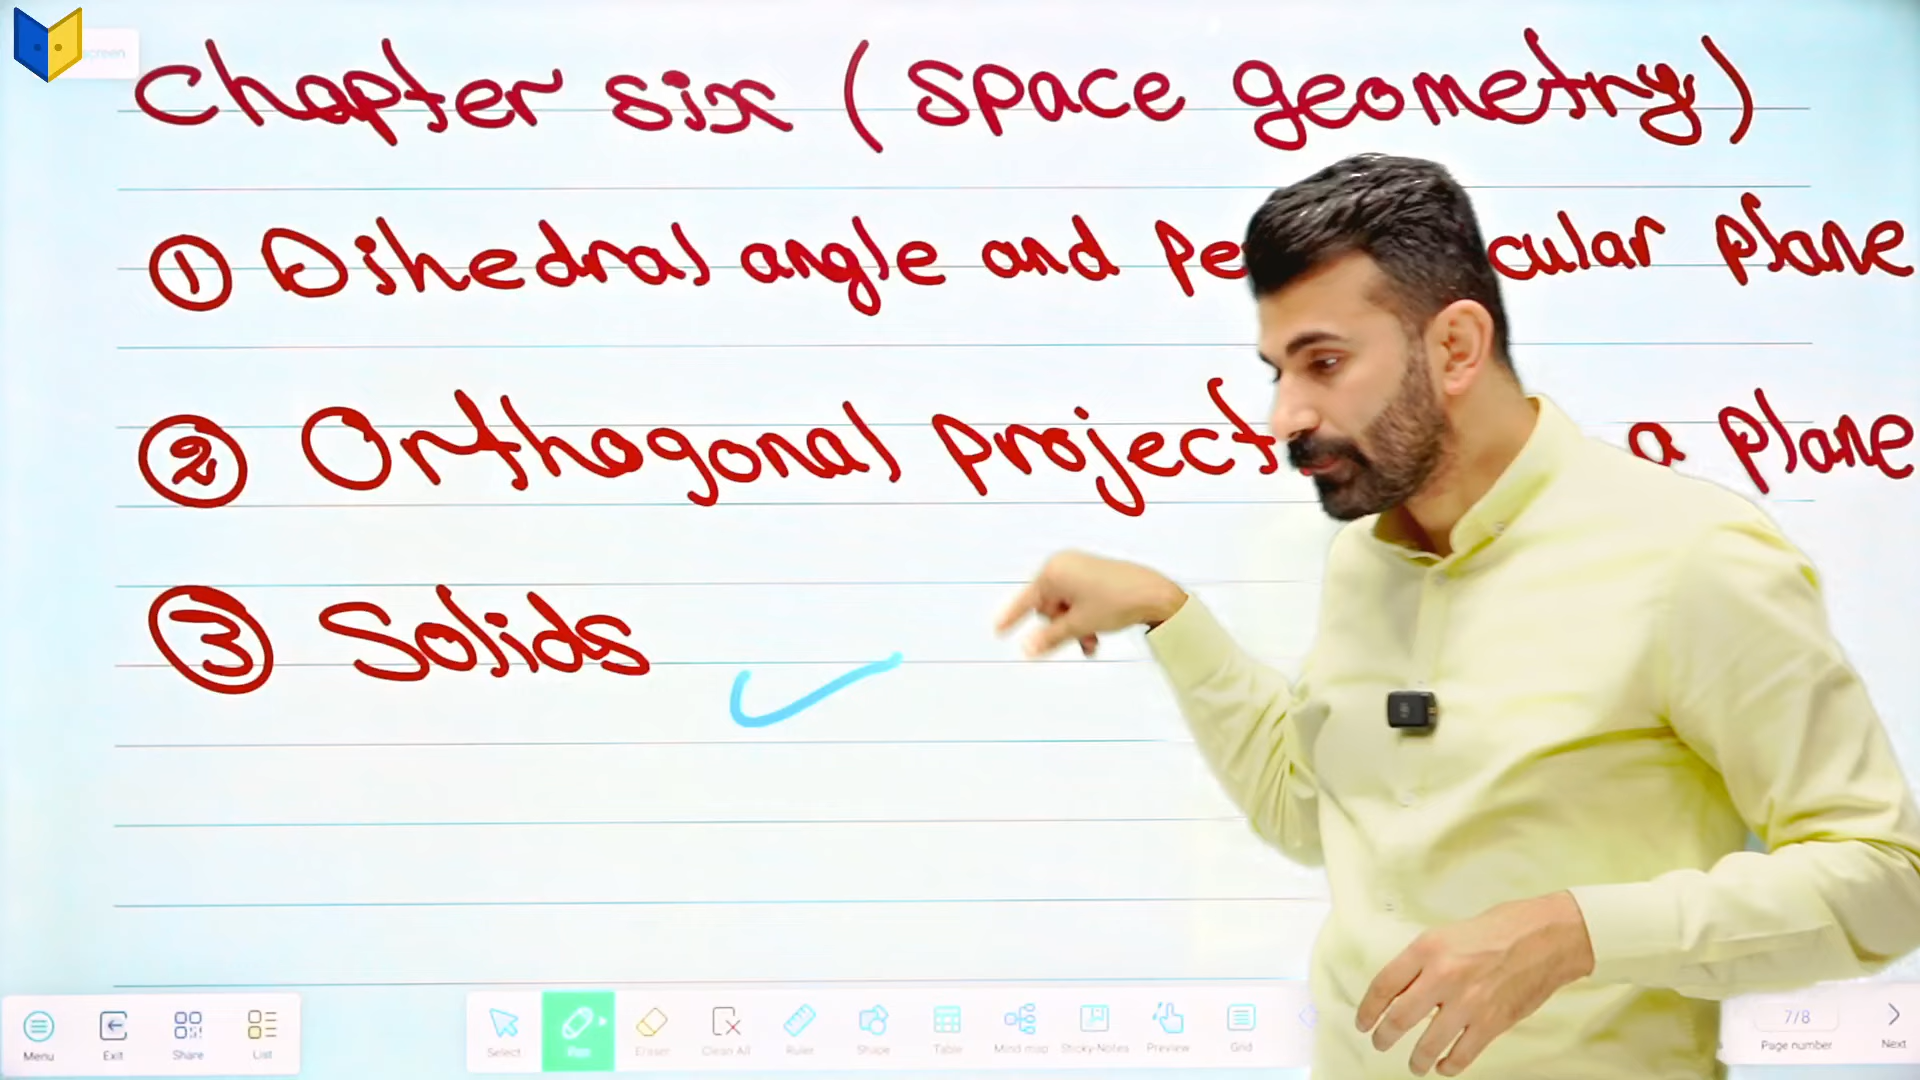 screen
Chapter six (space geometry)
① Dihedral angle and pe cular plane
② Orthogonal project a plane
③ Solids
Menu Exit Share List Select Pen Eraser Clean All Ruler Shape Table Mind map Sticky-Notes Preview Grid 7/8 Page number Next